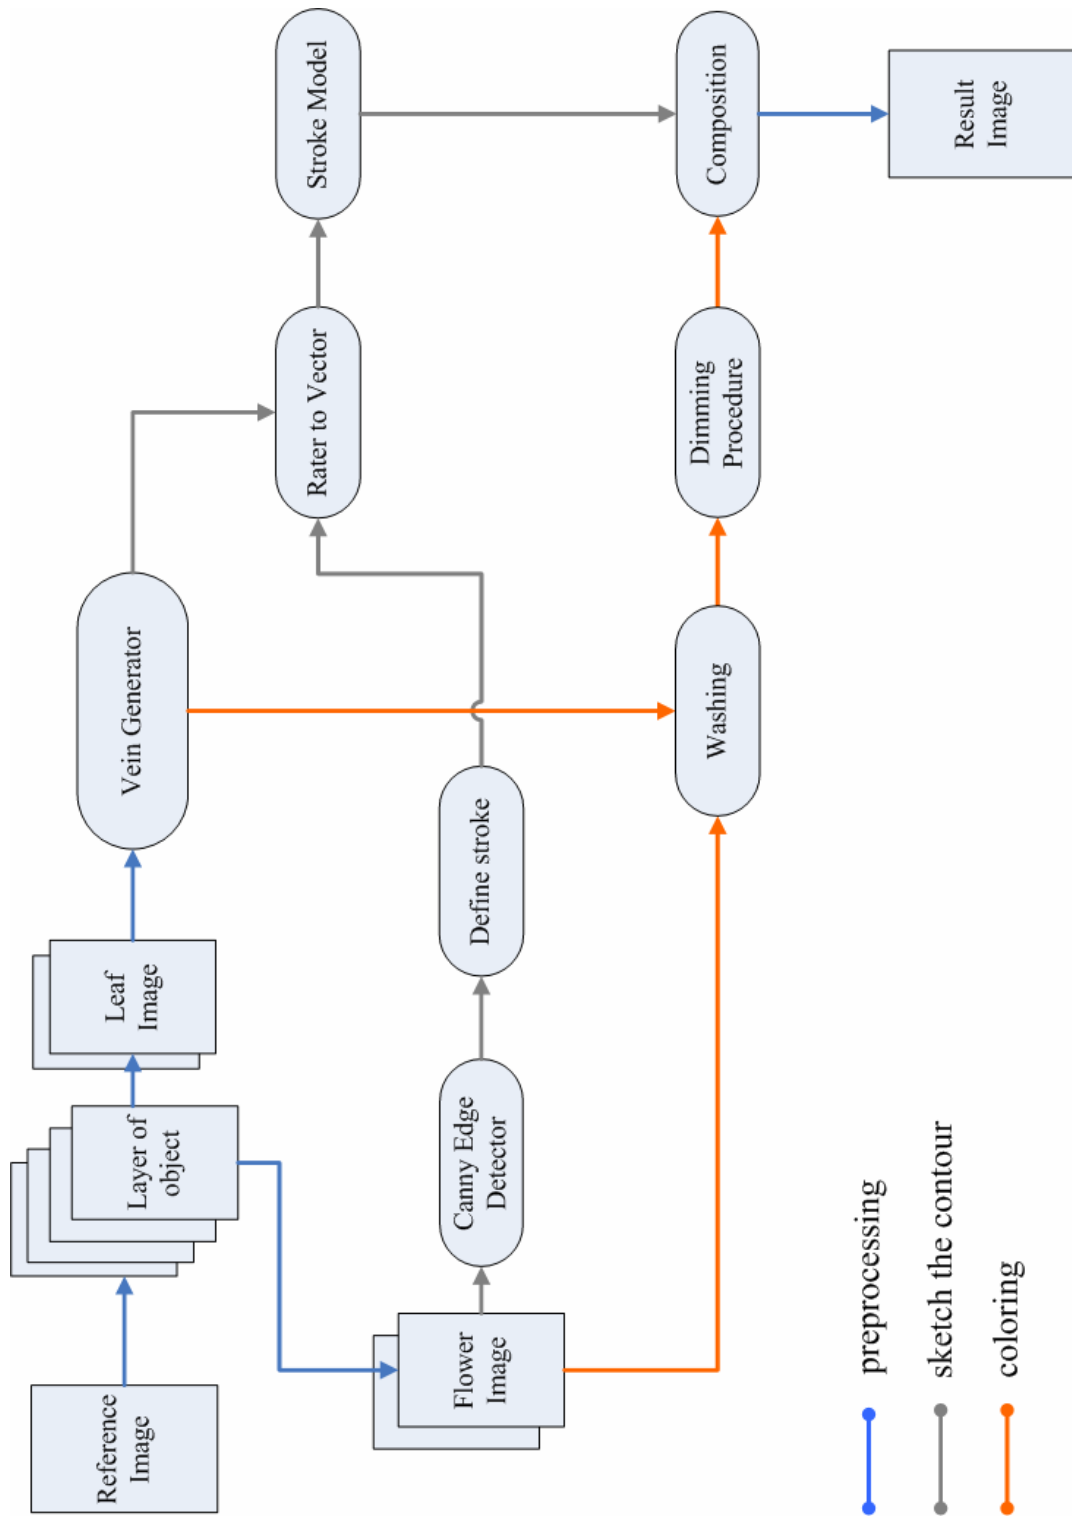 Reference
Image
Layer of
object
Leaf
Image
Vein Generator
Flower
Image
Canny Edge
Detector
Define stroke
Rater to Vector
Stroke Model
Washing
Dimming
Procedure
Composition
Result
Image
preprocessing
sketch the contour
coloring